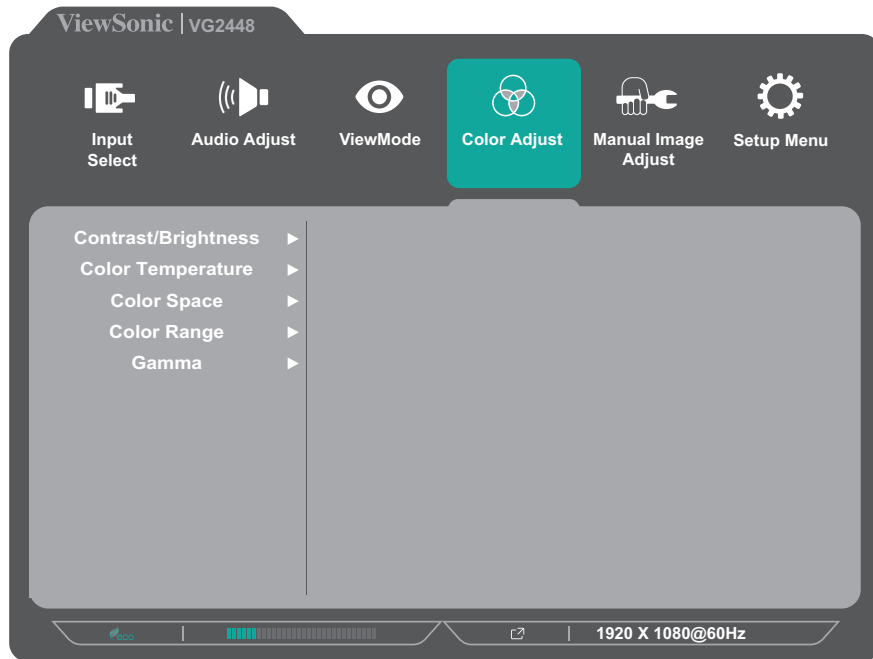 ViewSonic | VG2448
Input Select
Audio Adjust
ViewMode
Color Adjust
Manual Image Adjust
Setup Menu
Contrast/Brightness
Color Temperature
Color Space
Color Range
Gamma
eco
1920 X 1080@60Hz